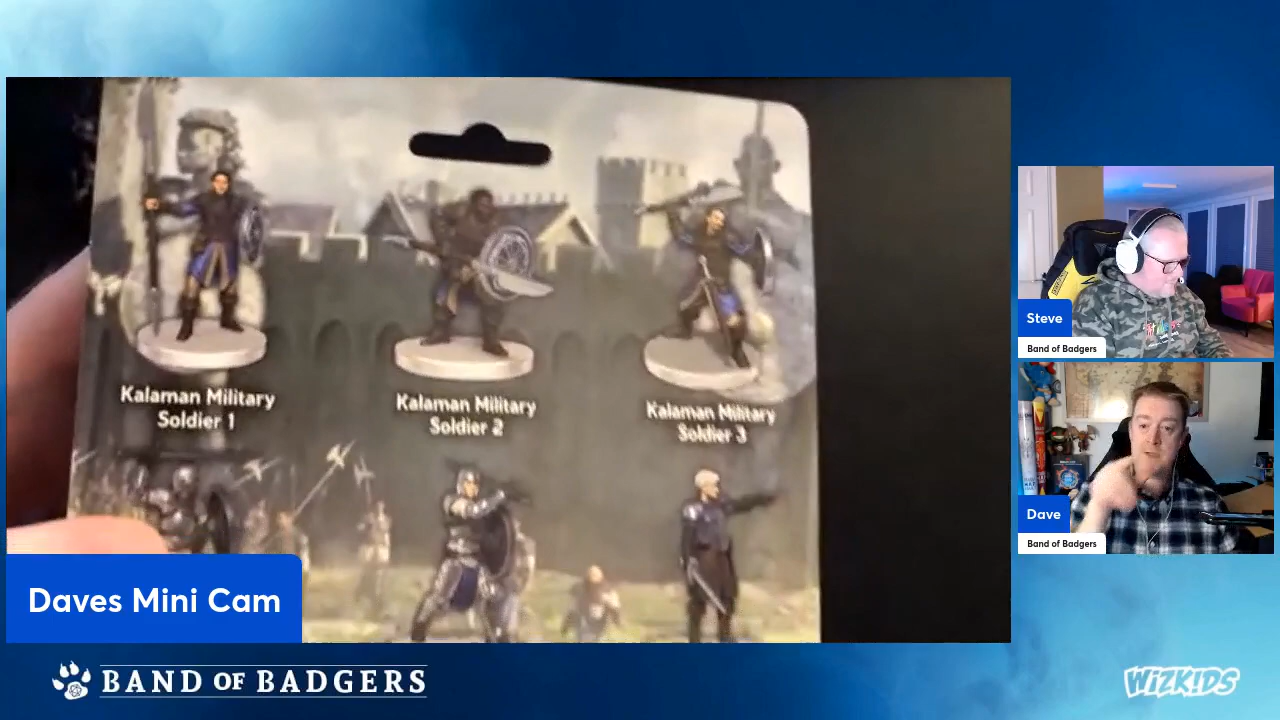 Kalaman Military
Soldier 1
Kalaman Military
Soldier 2
Kalaman Military
Soldier 3
Daves Mini Cam
Steve
Band of Badgers
Dave
Band of Badgers
BAND OF BADGERS
WIZKIDS